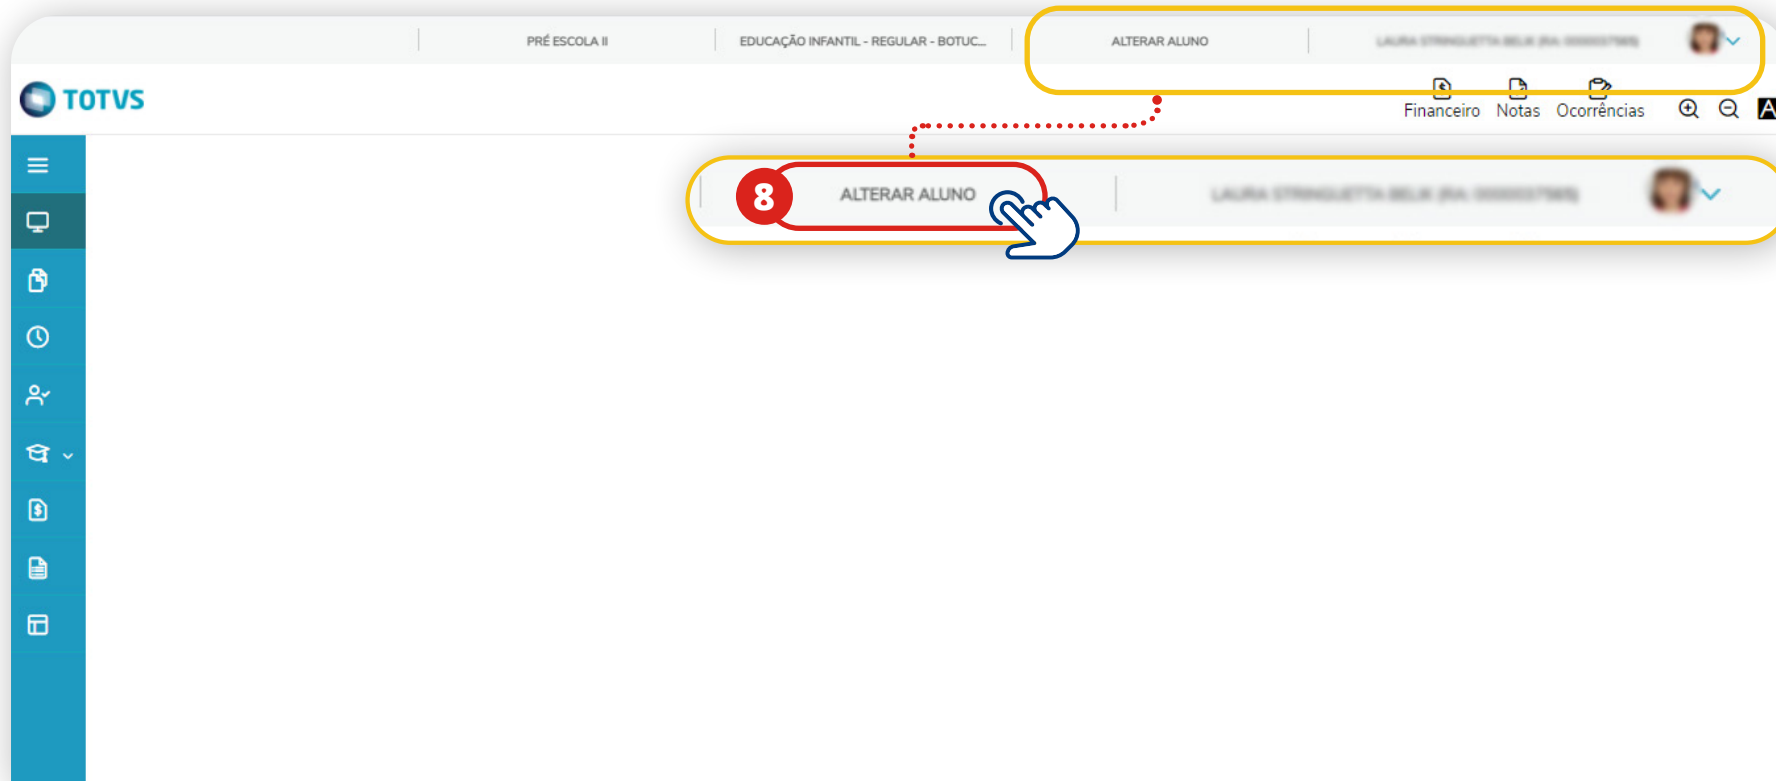 PRÉ ESCOLA II
EDUCAÇÃO INFANTIL - REGULAR - BOTUC...
ALTERAR ALUNO
TOTVS
Financeiro
Notas
Ocorrências
A
8
ALTERAR ALUNO